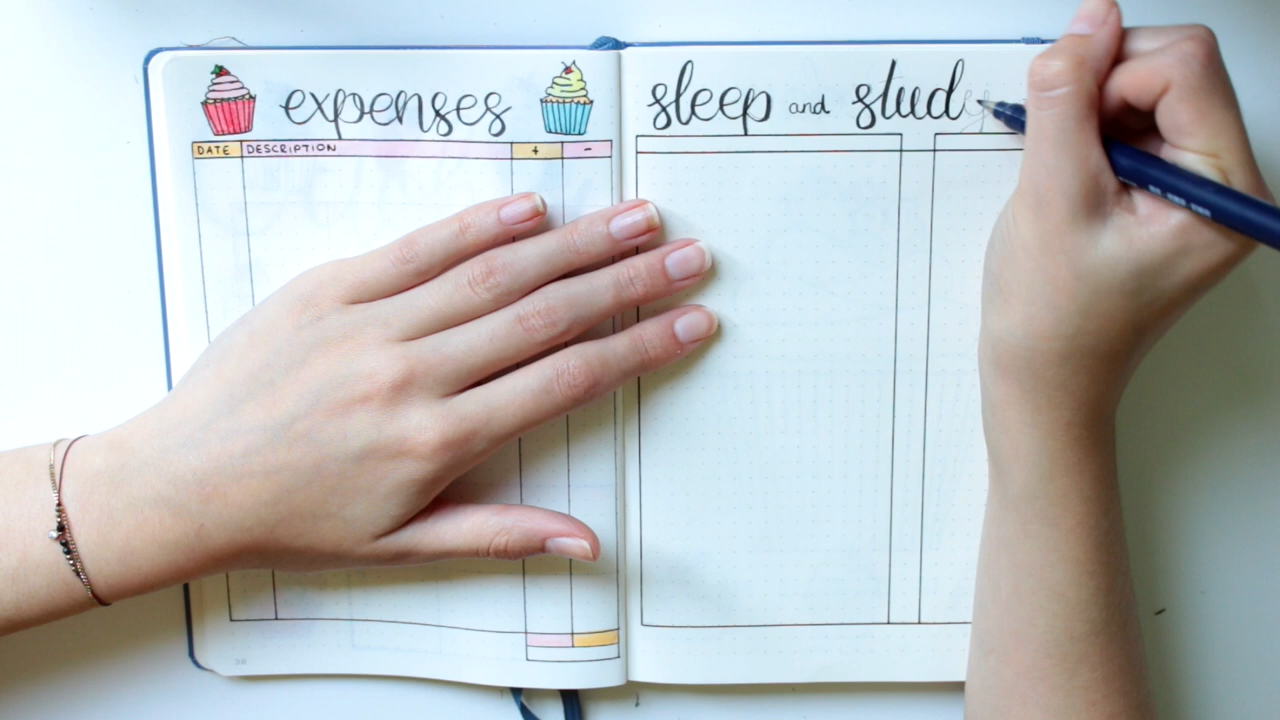 expenses
DATE DESCRIPTION + -
sleep and stud